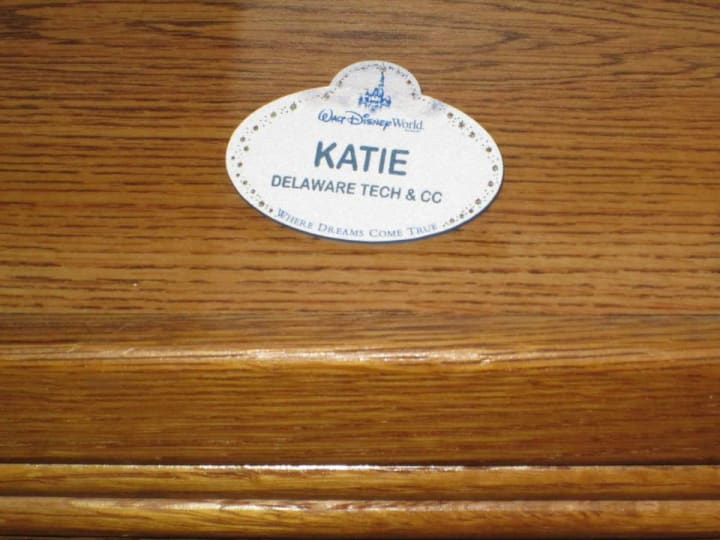 Walt Disney World
KATIE
DELAWARE TECH & CC
WHERE DREAMS COME TRUE